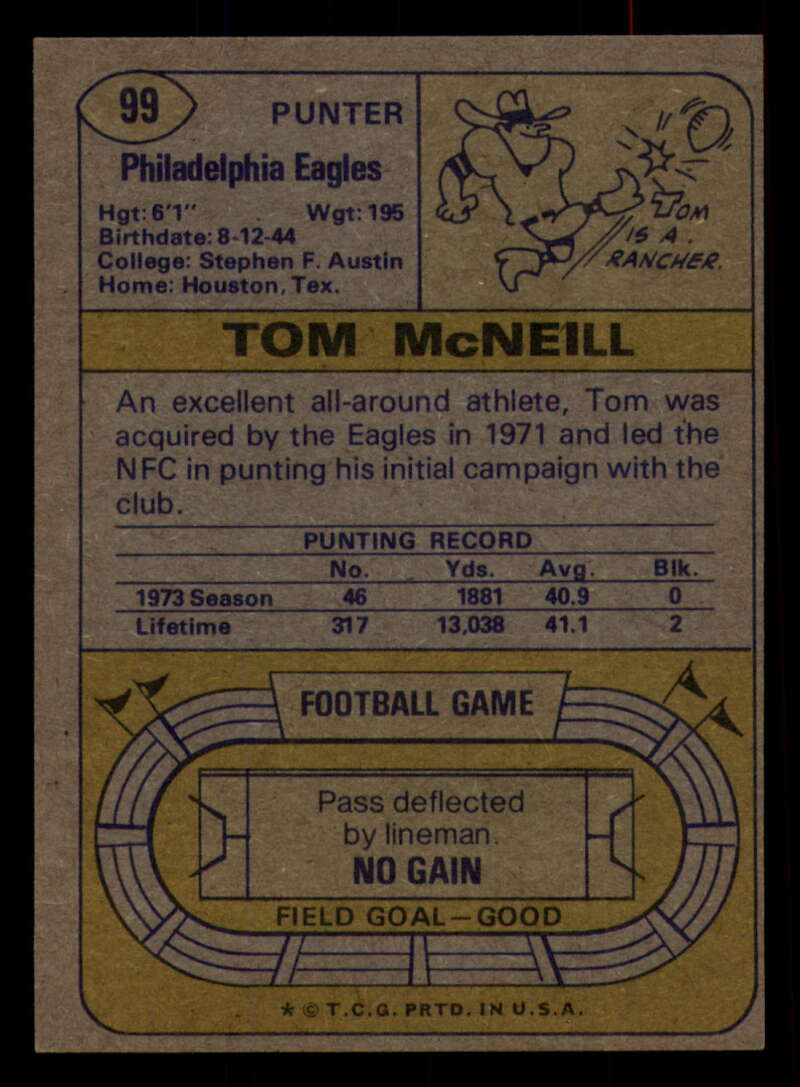 99
PUNTER
Philadelphia Eagles
Hgt: 6'1" Wgt: 195
Birthdate: 8-12-44
College: Stephen F. Austin
Home: Houston, Tex.
TOM
IS A
RANCHER.
TOM McNEILL
An excellent all-around athlete, Tom was
acquired by the Eagles in 1971 and led the
NFC in punting his initial campaign with the
club.
PUNTING RECORD
No. Yds. Avg. Blk.
1973 Season 46 1881 40.9 0
Lifetime 317 13,038 41.1 2
FOOTBALL GAME
Pass deflected
by lineman.
NO GAIN
FIELD GOAL—GOOD
* © T.C.G. PRTD. IN U.S.A.